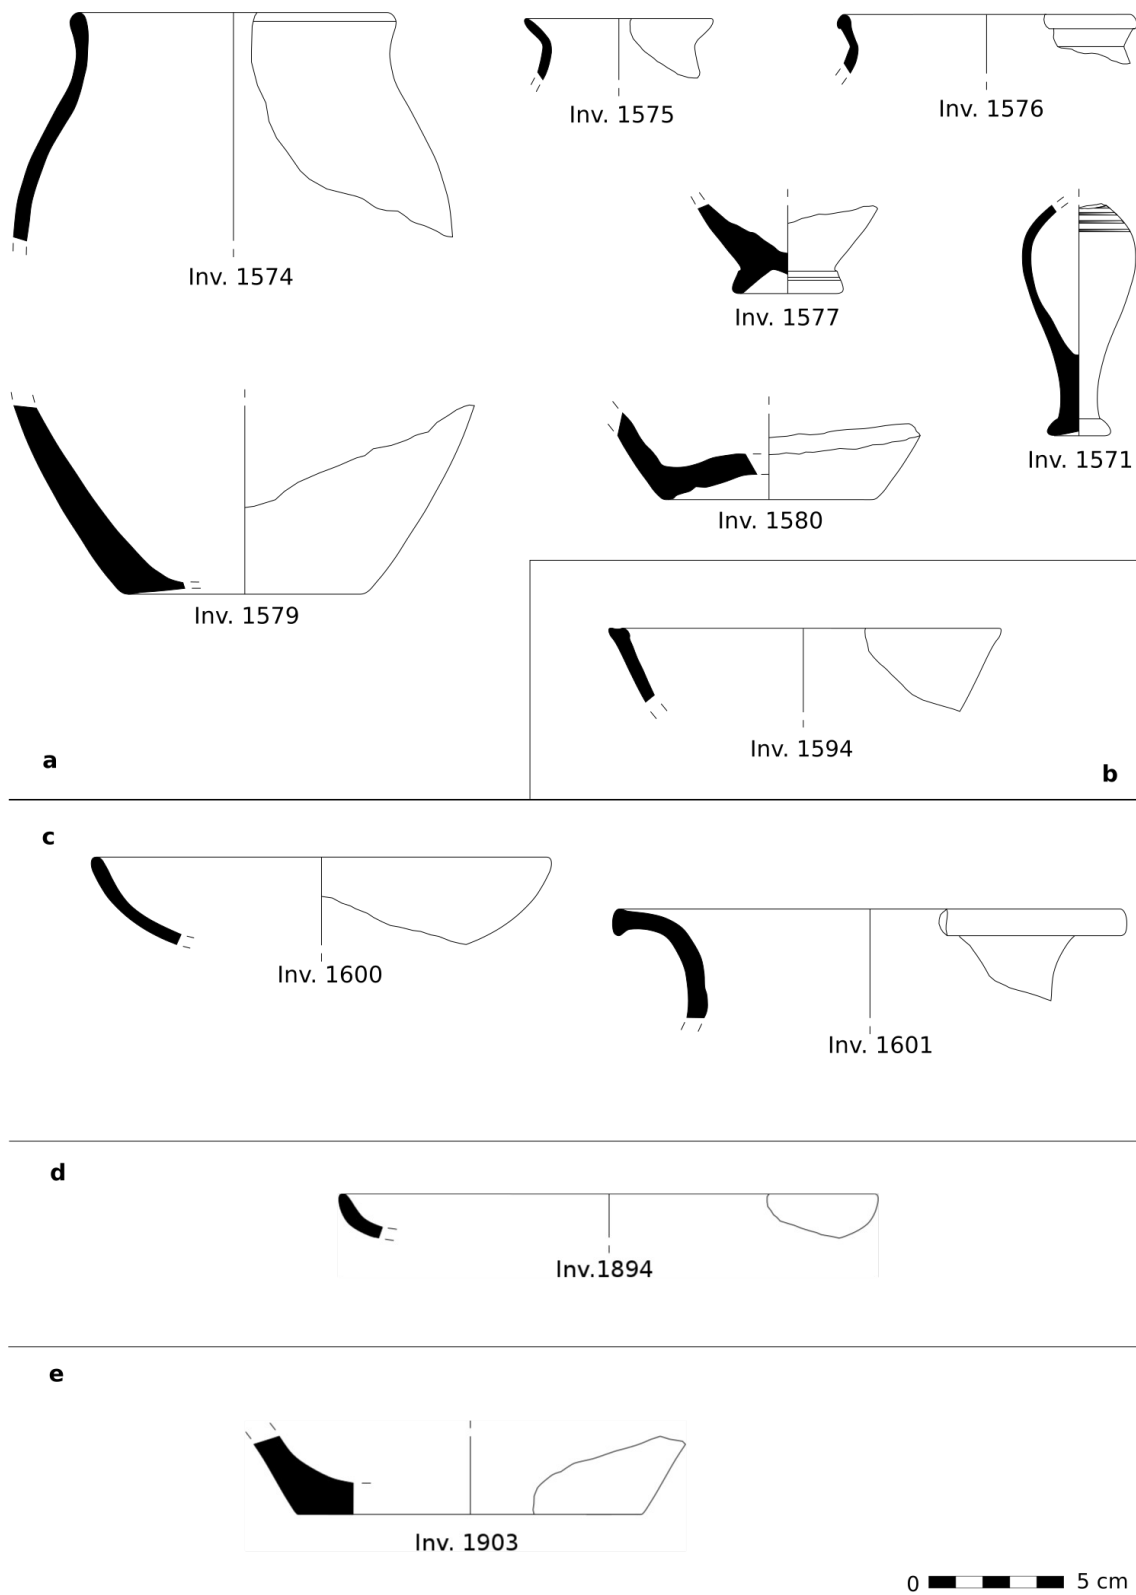 Inv. 1574
Inv. 1575
Inv. 1576
Inv. 1577
Inv. 1571
Inv. 1579
Inv. 1580
Inv. 1594
a
b
c
Inv. 1600
Inv. 1601
d
Inv.1894
e
Inv. 1903
0 5 cm